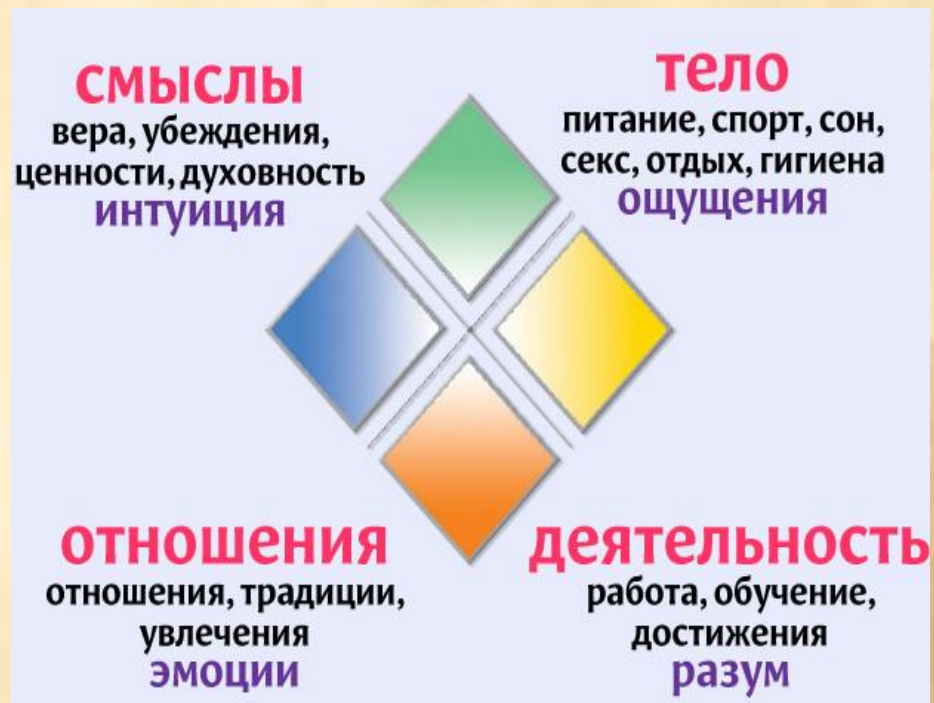 смыслы
вера, убеждения,
ценности, духовность
интуиция
тело
питание, спорт, сон,
секс, отдых, гигиена
ощущения
отношения
отношения, традиции,
увлечения
эмоции
деятельность
работа, обучение,
достижения
разум